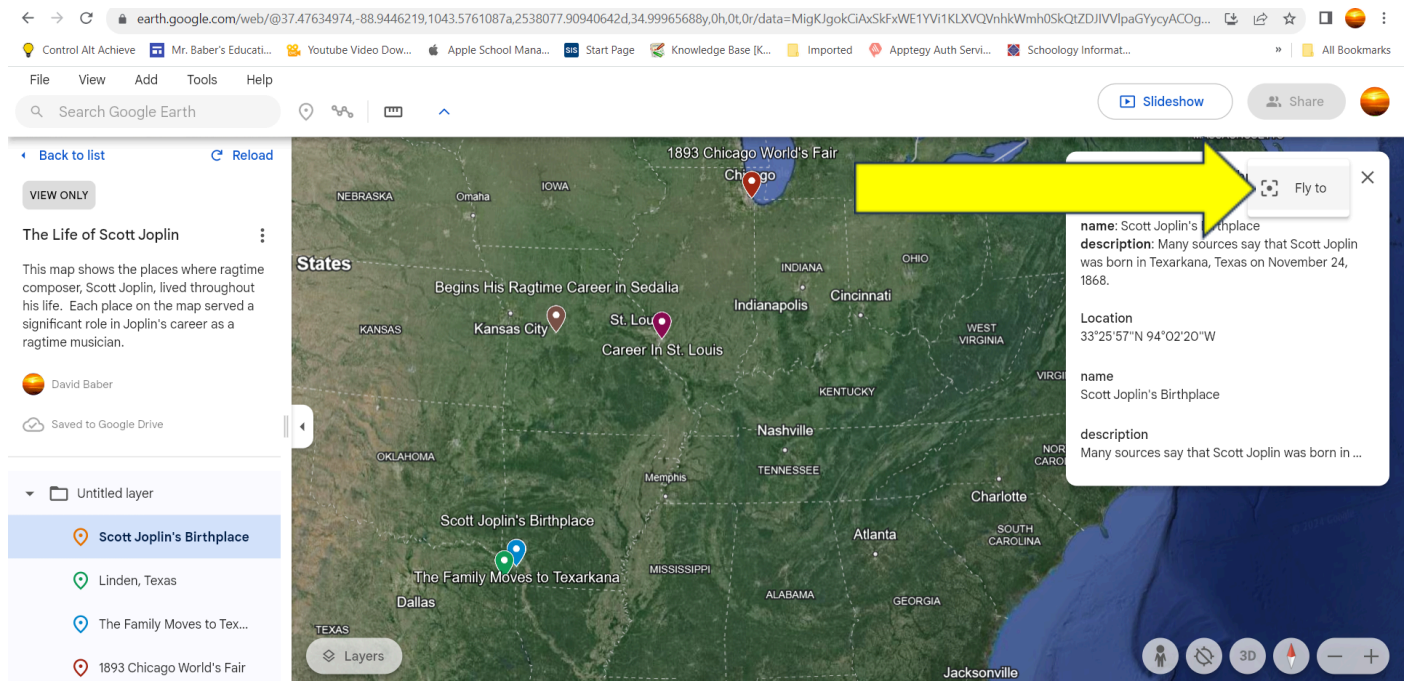 earth.google.com/web/@37.47634974,-88.9446219,1043.5761087a,2538077.90940642d,34.99965688y,0h,0t,0r/data=MigKJgokCiAxSkFxWE1YVi1KLXVQVnhkWmh0SkQtZDJIVVlpaGYycyACOg...
Control Alt Achieve Mr. Baber's Educati... Youtube Video Dow... Apple School Mana... SIS Start Page Knowledge Base [K... Imported Apptegy Auth Servi... Schoology Informat... » All Bookmarks
File View Add Tools Help
Search Google Earth
Slideshow
Share
Back to list Reload
VIEW ONLY
The Life of Scott Joplin
This map shows the places where ragtime
composer, Scott Joplin, lived throughout
his life. Each place on the map served a
significant role in Joplin's career as a
ragtime musician.
David Baber
Saved to Google Drive
Untitled layer
Scott Joplin's Birthplace
Linden, Texas
The Family Moves to Tex...
1893 Chicago World's Fair
1893 Chicago World's Fair
Chicago
IOWA
NEBRASKA
Omaha
States
INDIANA
OHIO
Begins His Ragtime Career in Sedalia
Indianapolis
Cincinnati
KANSAS
Kansas City
St. Lou
WEST
VIRGINIA
Career In St. Louis
VIRGI
KENTUCKY
Nashville
OKLAHOMA
NOR
CARO
Memphis
TENNESSEE
Charlotte
Scott Joplin's Birthplace
SOUTH
CAROLINA
Atlanta
The Family Moves to Texarkana
MISSISSIPPI
Dallas
ALABAMA
GEORGIA
TEXAS
Layers
Jacksonville
3D
Fly to
name: Scott Joplin's Birthplace
description: Many sources say that Scott Joplin
was born in Texarkana, Texas on November 24,
1868.
Location
33°25'57"N 94°02'20"W
name
Scott Joplin's Birthplace
description
Many sources say that Scott Joplin was born in ...